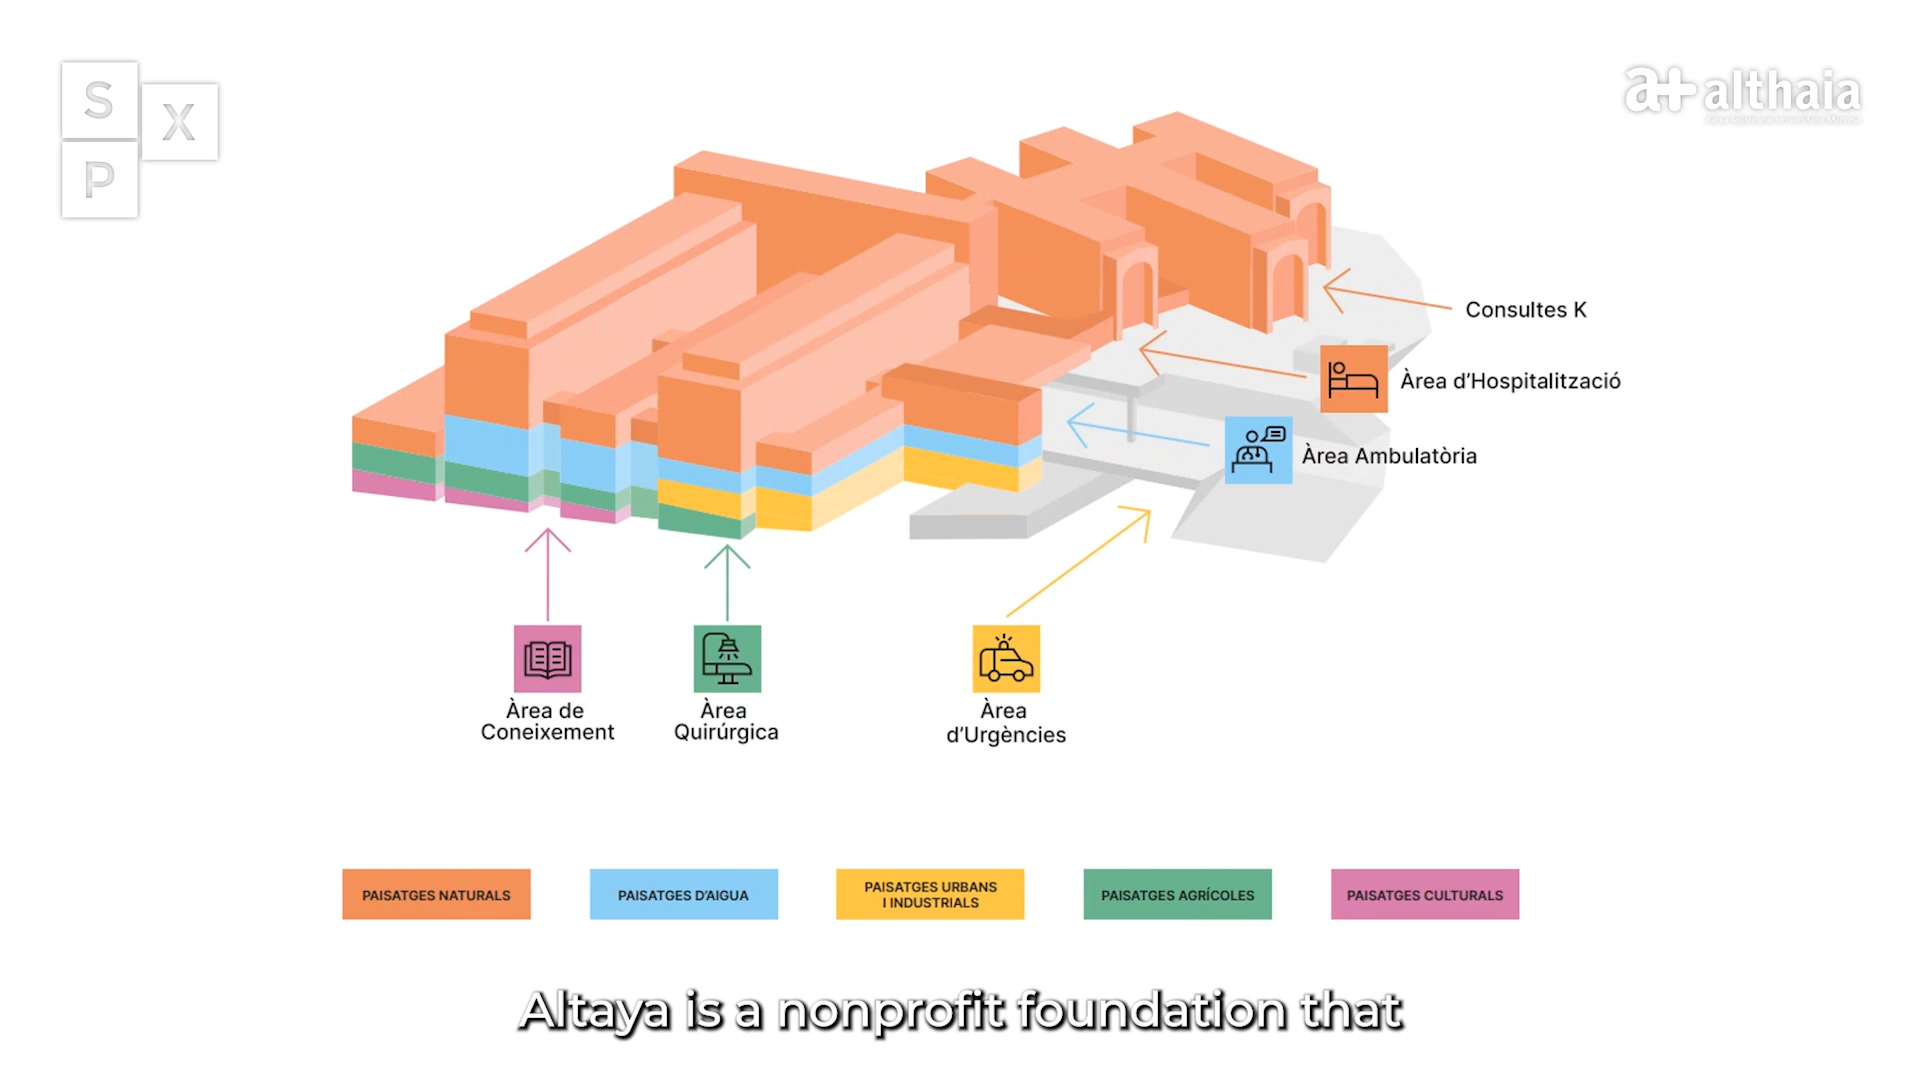 S
X
P
a+ althaia
Consultes K
Àrea d'Hospitalització
Àrea Ambulatòria
Àrea de
Coneixement
Àrea
Quirúrgica
Àrea
d'Urgències
PAISATGES NATURALS
PAISATGES D'AIGUA
PAISATGES URBANS
I INDUSTRIALS
PAISATGES AGRÍCOLES
PAISATGES CULTURALS
Altaya is a nonprofit foundation that